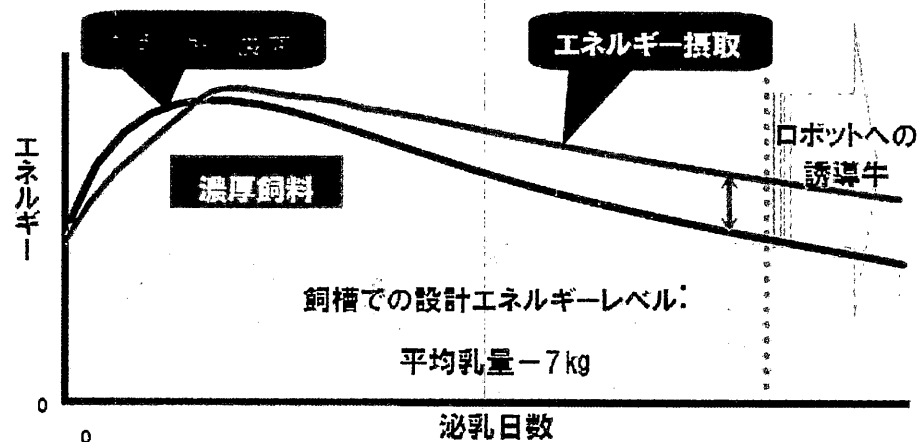 エネルギー摂取
エネルギー
濃厚飼料
ロボットへの
誘導牛
飼槽での設計エネルギーレベル:
平均乳量－7kg
0
0
泌乳日数